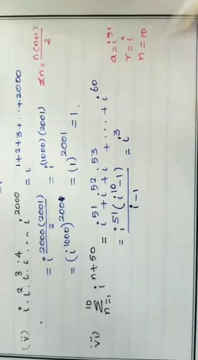 (v) i . i² . i³ . i⁴ ..... i²⁰⁰⁰
= i^(1+2+3+...+2000)
Σn = n(n+1)/2
= i^(2000(2001)/2) = i^((1000)(2001))
= (i¹⁰⁰⁰)²⁰⁰¹ = (1)²⁰⁰¹ = 1.
vi) Σ_(n=1)^(10) i^(n+50) = i⁵¹ + i⁵² + i⁵³ + .... + i⁶⁰
a = i⁵¹
r = i
n = 10
= i⁵¹(i¹⁰-1)/(i-1) = i³